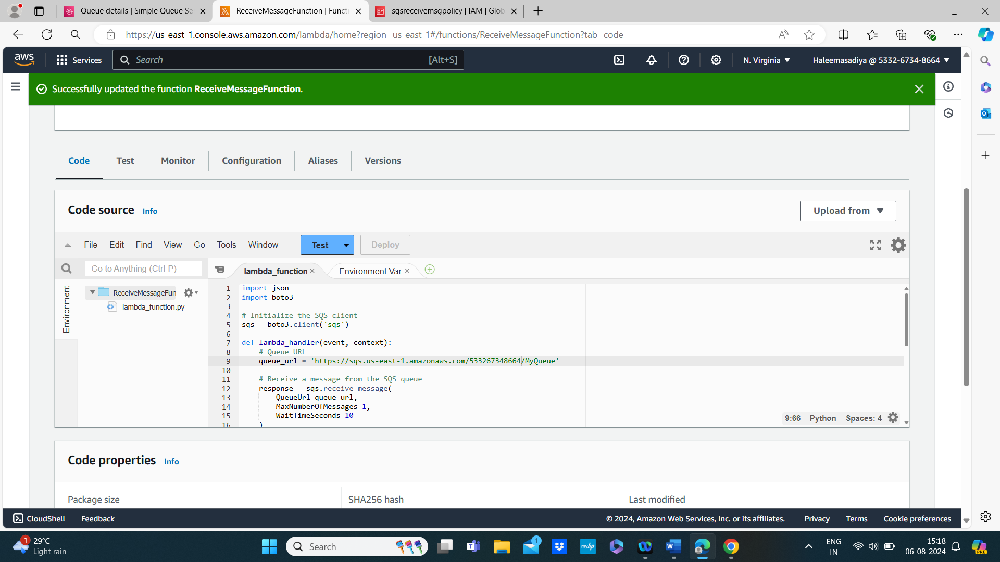 Queue details | Simple Queue Se
ReceiveMessageFunction | Functi
sqsreceivemsgpolicy | IAM | Glob
https://us-east-1.console.aws.amazon.com/lambda/home?region=us-east-1#/functions/ReceiveMessageFunction?tab=code
aws
Services
Search
[Alt+S]
N. Virginia
Haleemasadiya @ 5332-6734-8664
Successfully updated the function ReceiveMessageFunction.
Code
Test
Monitor
Configuration
Aliases
Versions
Code source Info
Upload from
File Edit Find View Go Tools Window
Test
Deploy
Go to Anything (Ctrl-P)
lambda_function
Environment Var
Environment
ReceiveMessageFun
lambda_function.py
1 import json
2 import boto3
3
4 # Initialize the SQS client
5 sqs = boto3.client('sqs')
6
7 def lambda_handler(event, context):
8 # Queue URL
9 queue_url = 'https://sqs.us-east-1.amazonaws.com/533267348664/MyQueue'
10
11 # Receive a message from the SQS queue
12 response = sqs.receive_message(
13 QueueUrl=queue_url,
14 MaxNumberOfMessages=1,
15 WaitTimeSeconds=10
16 )
9:66 Python Spaces: 4
Code properties Info
Package size
SHA256 hash
Last modified
CloudShell
Feedback
© 2024, Amazon Web Services, Inc. or its affiliates.
Privacy
Terms
Cookie preferences
1
29°C
Light rain
Search
1
myhp
W
ENG
IN
15:18
06-08-2024
PRE